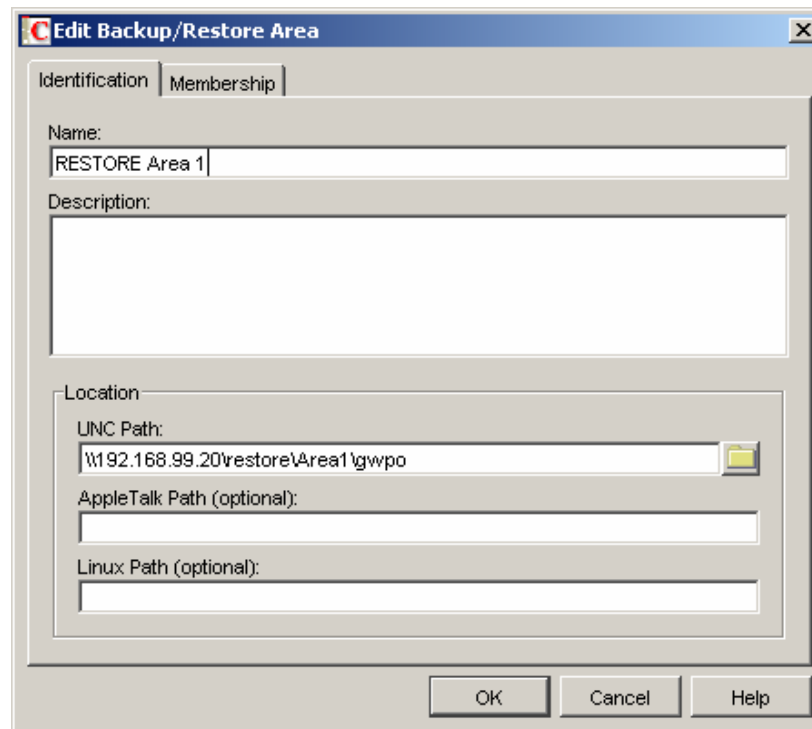 C Edit Backup/Restore Area
Identification Membership
Name:
RESTORE Area 1
Description:
Location
UNC Path:
\\192.168.99.20\restore\Area1\gwpo
AppleTalk Path (optional):
Linux Path (optional):
OK Cancel Help